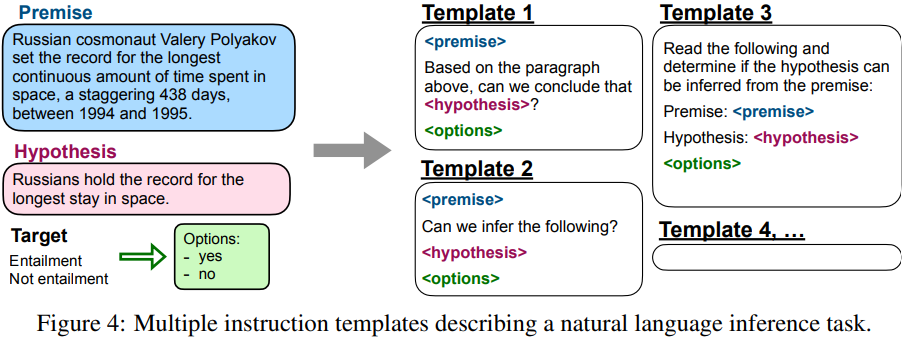 Premise
Russian cosmonaut Valery Polyakov
set the record for the longest
continuous amount of time spent in
space, a staggering 438 days,
between 1994 and 1995.
Hypothesis
Russians hold the record for the
longest stay in space.
Target
Entailment
Not entailment
Options:
- yes
- no
Template 1
<premise>
Based on the paragraph
above, can we conclude that
<hypothesis>?
<options>
Template 2
<premise>
Can we infer the following?
<hypothesis>
<options>
Template 3
Read the following and
determine if the hypothesis can
be inferred from the premise:
Premise: <premise>
Hypothesis: <hypothesis>
<options>
Template 4, …
Figure 4: Multiple instruction templates describing a natural language inference task.